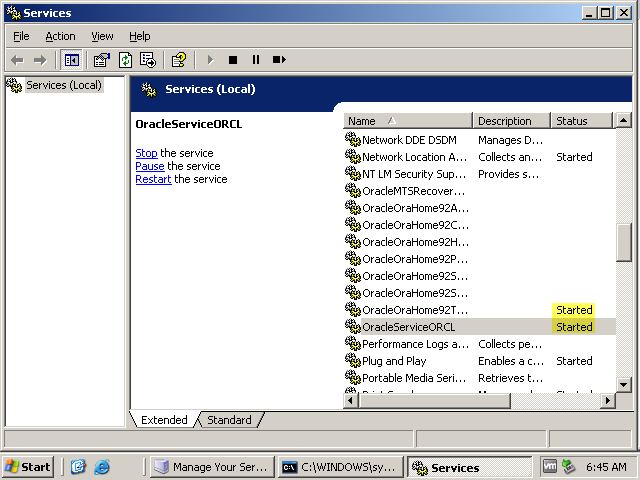 Services
File Action View Help
Services (Local)
Services (Local)
OracleServiceORCL
Stop the service
Pause the service
Restart the service
Name Description Status
Network DDE DSDM Manages D...
Network Location A... Collects an... Started
NT LM Security Sup... Provides s...
OracleMTSRecover...
OracleOraHome92A...
OracleOraHome92C...
OracleOraHome92H...
OracleOraHome92P...
OracleOraHome92S...
OracleOraHome92S...
OracleOraHome92T... Started
OracleServiceORCL Started
Performance Logs a... Collects pe...
Plug and Play Enables a c... Started
Portable Media Seri... Retrieves t...
Extended Standard
Start Manage Your Ser... C:\WINDOWS\sy... Services vm 6:45 AM